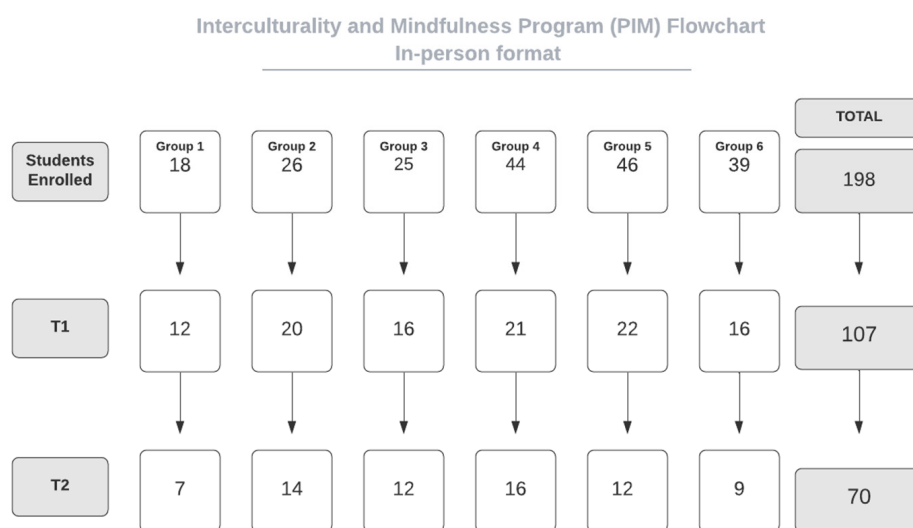 Interculturality and Mindfulness Program (PIM) Flowchart
In-person format
TOTAL
Students
Enrolled
Group 1
18
Group 2
26
Group 3
25
Group 4
44
Group 5
46
Group 6
39
198
T1
12
20
16
21
22
16
107
T2
7
14
12
16
12
9
70